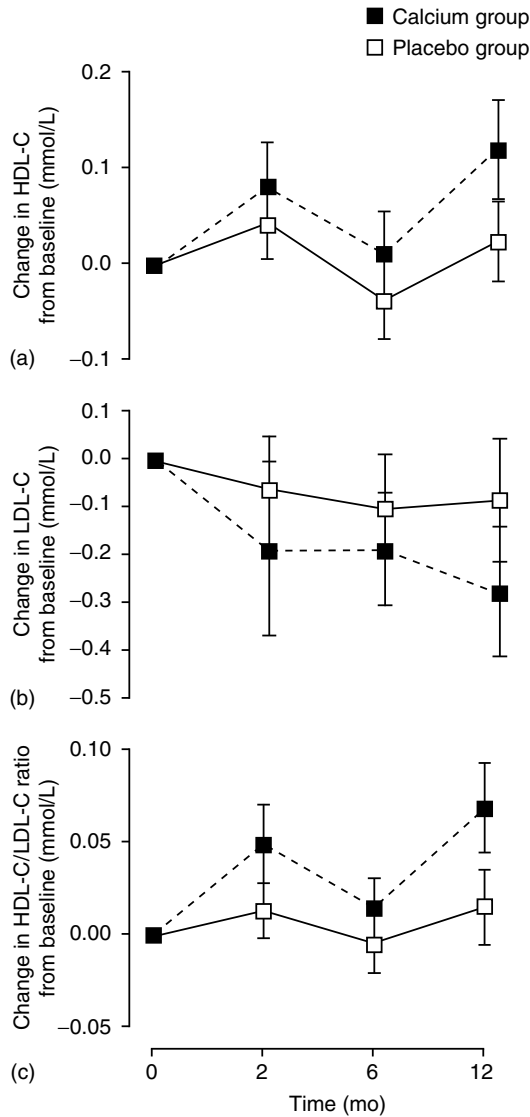 Calcium group
Placebo group
Change in HDL-C
from baseline (mmol/L)
0.2
0.1
0.0
−0.1
(a)
Change in LDL-C
from baseline (mmol/L)
0.1
0.0
−0.1
−0.2
−0.3
−0.4
−0.5
(b)
Change in HDL-C/LDL-C ratio
from baseline (mmol/L)
0.10
0.05
0.00
−0.05
(c)
0 2 6 12
Time (mo)